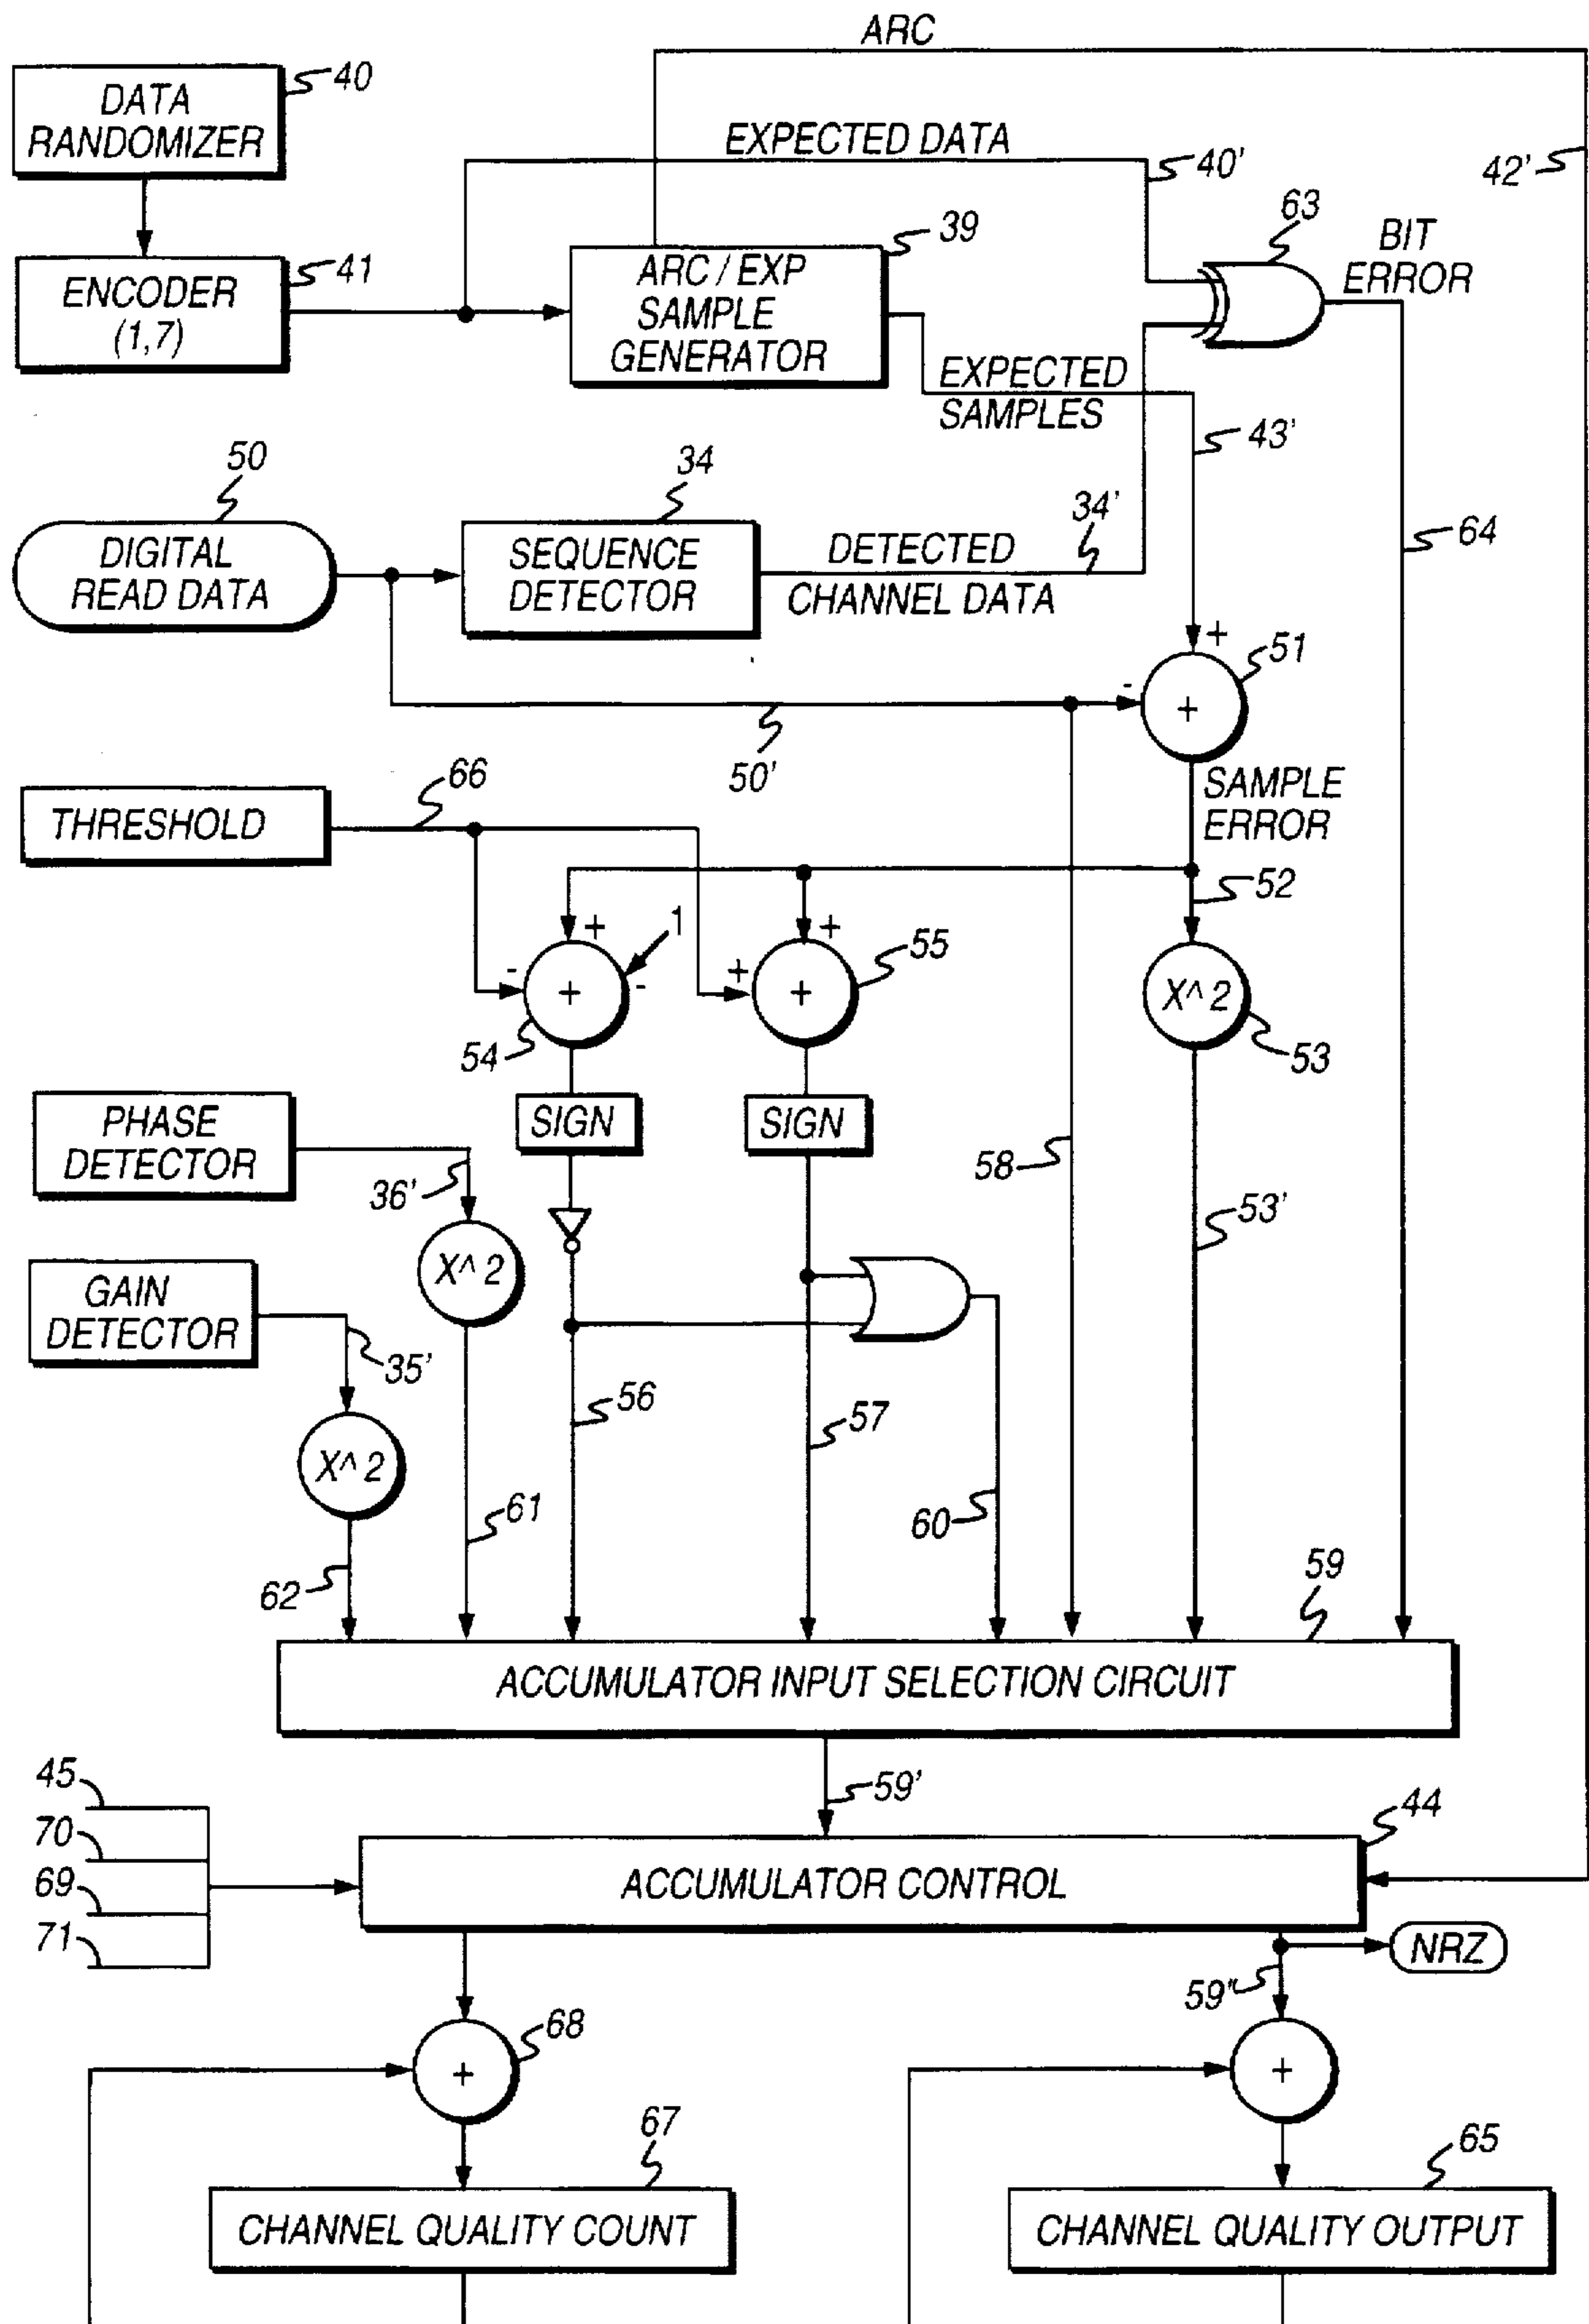 ARC
40
DATA
RANDOMIZER
EXPECTED DATA
40'
42'
63
BIT
ERROR
39
41
ENCODER
(1,7)
ARC / EXP
SAMPLE
GENERATOR
EXPECTED
SAMPLES
43'
50
34
34'
64
DIGITAL
READ DATA
SEQUENCE
DETECTOR
DETECTED
CHANNEL DATA
+
51
-
+
50'
66
THRESHOLD
SAMPLE
ERROR
52
1
+
+
55
-
+
-
+
+
X^ 2
54
53
PHASE
DETECTOR
SIGN
SIGN
58
36'
53'
X^ 2
GAIN
DETECTOR
35'
56
57
X^ 2
61
60
62
59
ACCUMULATOR INPUT SELECTION CIRCUIT
45
59'
44
70
69
ACCUMULATOR CONTROL
71
NRZ
59"
68
+
+
67
65
CHANNEL QUALITY COUNT
CHANNEL QUALITY OUTPUT